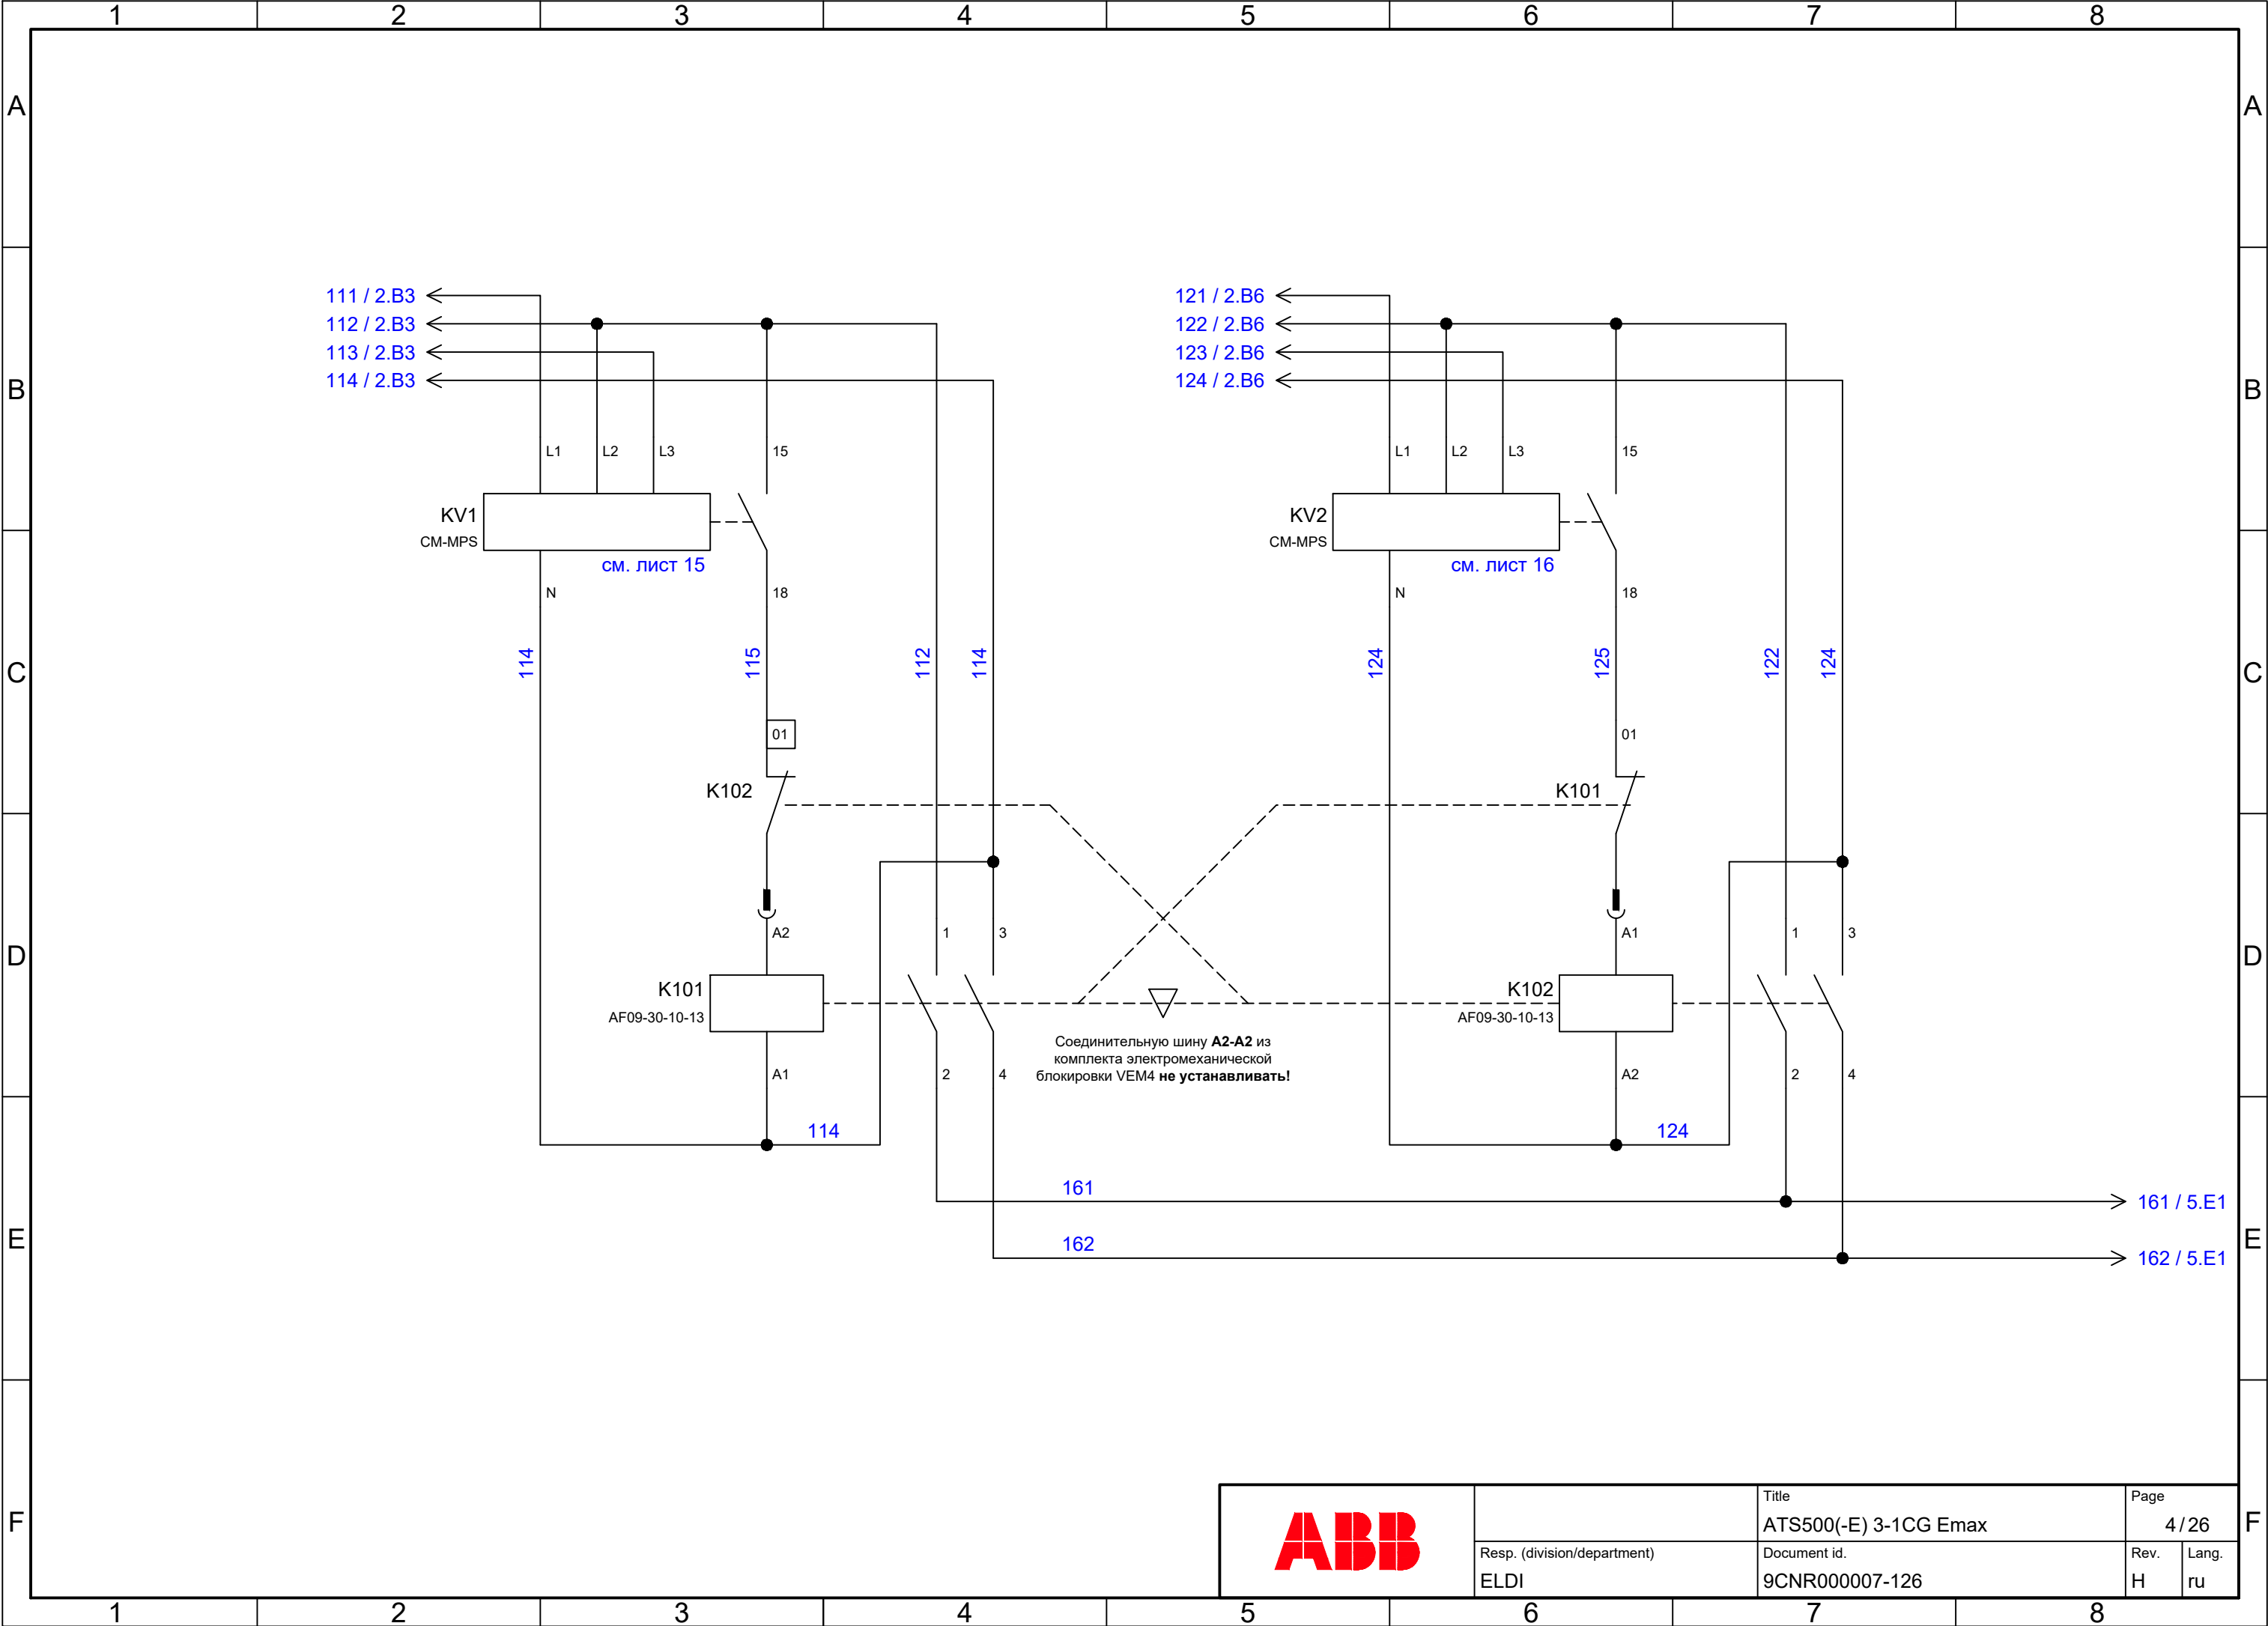 1 2 3 4 5 6 7 8
A A
111 / 2.B3 121 / 2.B6
112 / 2.B3 122 / 2.B6
113 / 2.B3 123 / 2.B6
114 / 2.B3 124 / 2.B6
B B
L1 L2 L3 15 L1 L2 L3 15
KV1 KV2
CM-MPS CM-MPS
см. лист 15 см. лист 16
N 18 N 18
114 115 112 114 124 125 122 124
C C
01 01
K102 K101
A2 1 3 A1 1 3
D D
K101 K102
AF09-30-10-13 AF09-30-10-13
Соединительную шину A2-A2 из
комплекта электромеханической
блокировки VEM4 не устанавливать!
A1 2 4 A2 2 4
114 124
161 161 / 5.E1
E E
162 162 / 5.E1
F F
ABB
Title
ATS500(-E) 3-1CG Emax
Page
4 / 26
Resp. (division/department)
ELDI
Document id.
9CNR000007-126
Rev.
H
Lang.
ru
1 2 3 4 5 6 7 8